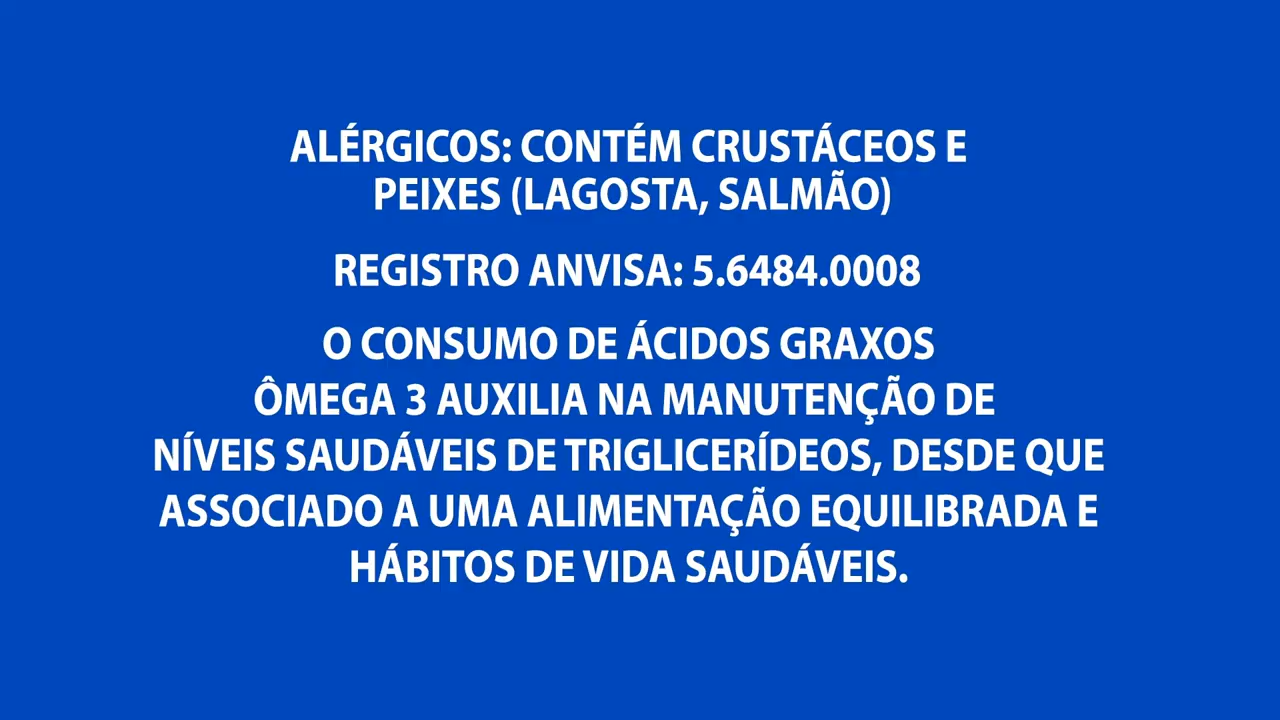 ALÉRGICOS: CONTÉM CRUSTÁCEOS E
PEIXES (LAGOSTA, SALMÃO)
REGISTRO ANVISA: 5.6484.0008
O CONSUMO DE ÁCIDOS GRAXOS
ÔMEGA 3 AUXILIA NA MANUTENÇÃO DE
NÍVEIS SAUDÁVEIS DE TRIGLICERÍDEOS, DESDE QUE
ASSOCIADO A UMA ALIMENTAÇÃO EQUILIBRADA E
HÁBITOS DE VIDA SAUDÁVEIS.